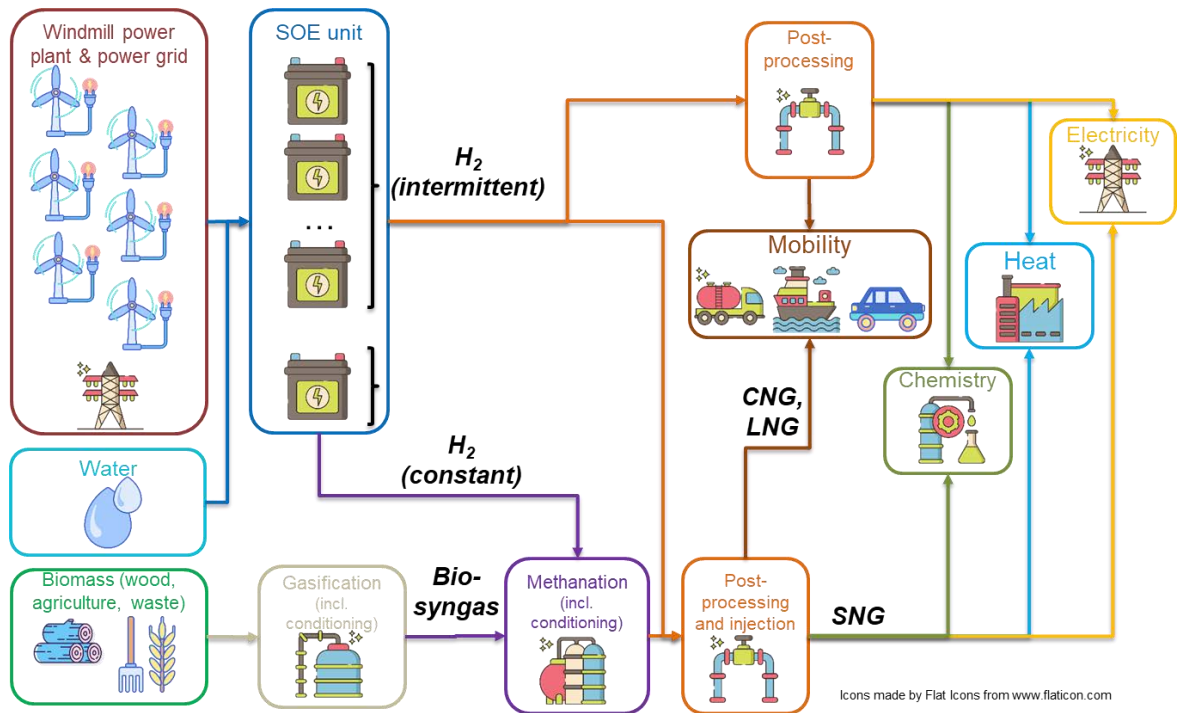 Windmill power
plant & power grid
SOE unit
...
H2
(intermittent)
Post-
processing
Electricity
Mobility
Heat
Chemistry
CNG,
LNG
H2
(constant)
Water
Biomass (wood,
agriculture, waste)
Gasification
(incl.
conditioning)
Bio-
syngas
Methanation
(incl.
conditioning)
Post-
processing
and injection
SNG
Icons made by Flat Icons from www.flaticon.com